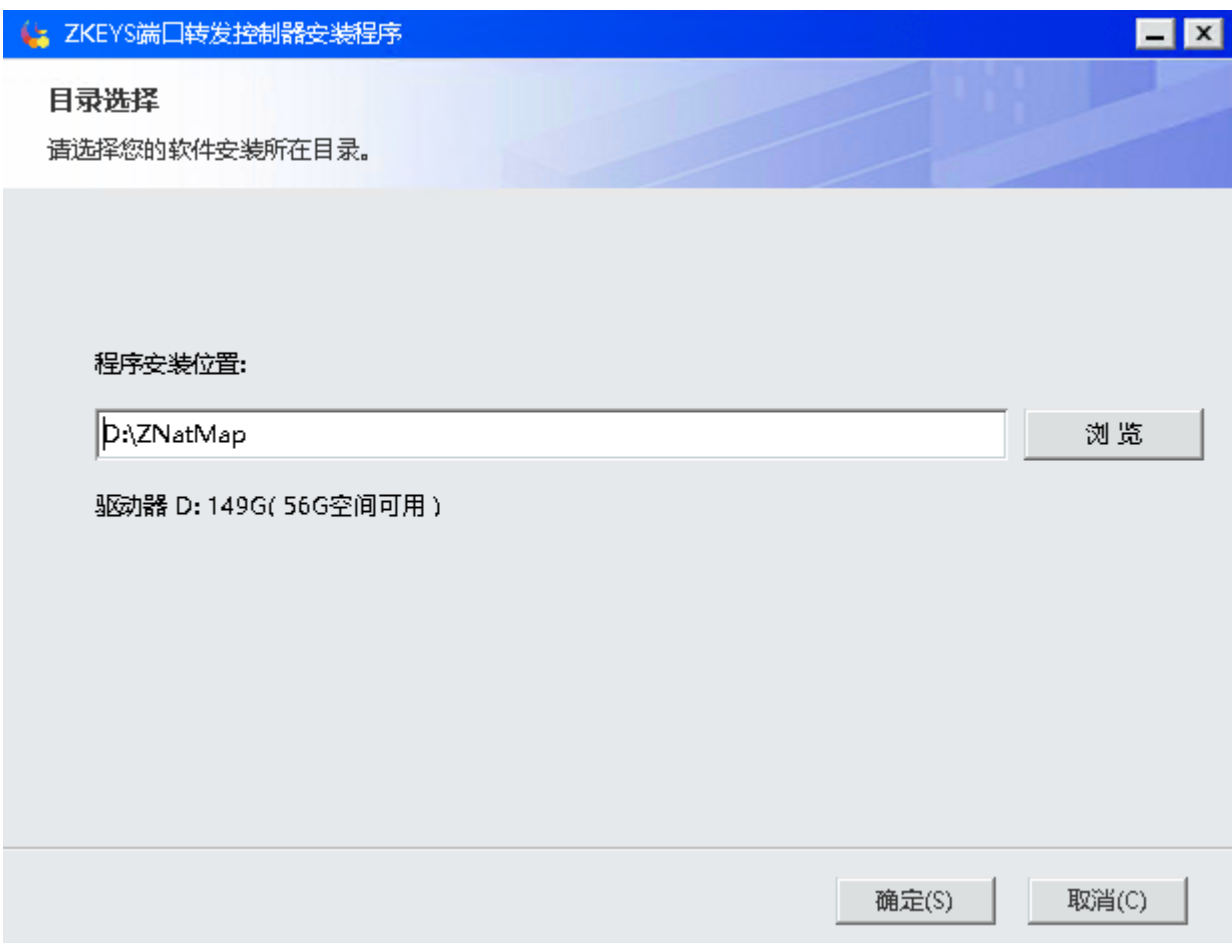 ZKEYS端口转发控制器安装程序
目录选择
请选择您的软件安装所在目录。
程序安装位置:
D:\ZNatMap
浏 览
驱动器 D: 149G( 56G空间可用 )
确定(S)
取消(C)